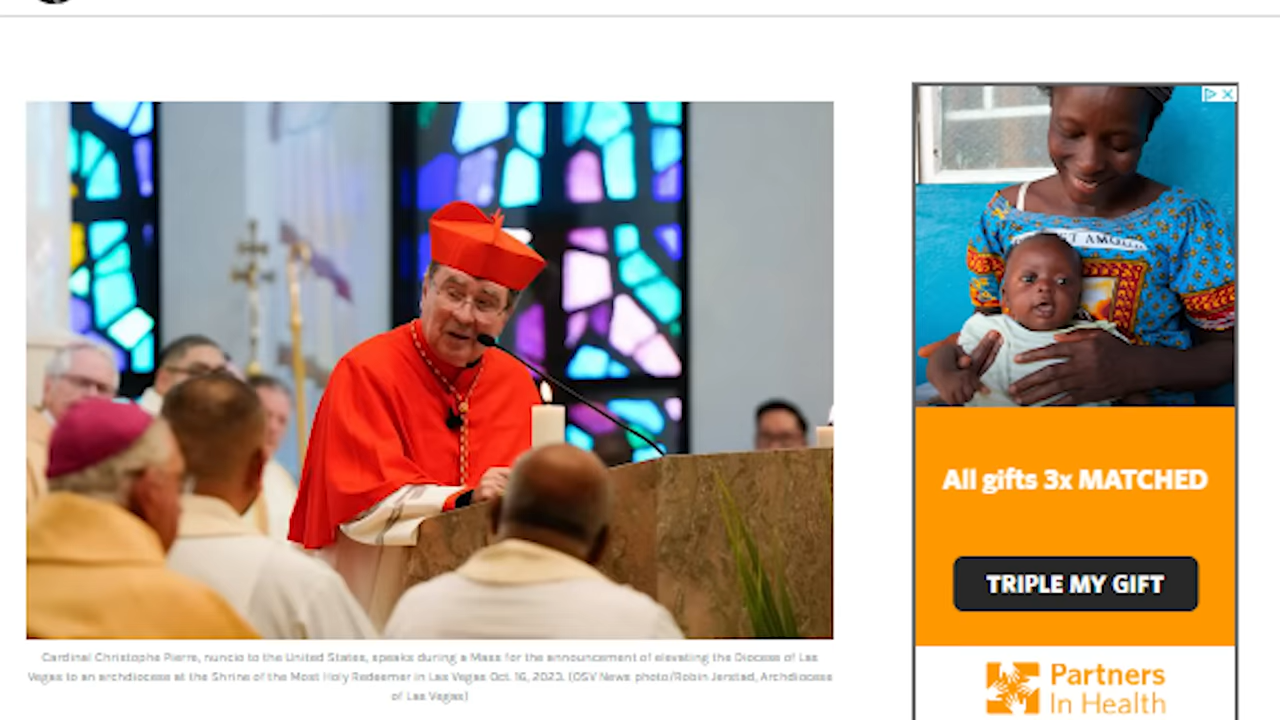 Cardinal Christophe Pierre, nuncio to the United States, speaks during a Mass for the announcement of elevating the Diocese of Las
Vegas to an archdiocese at the Shrine of the Most Holy Redeemer in Las Vegas Oct. 16, 2023. (OSV News photo/Robin Jerstad, Archdiocese
of Las Vegas)
All gifts 3x MATCHED
TRIPLE MY GIFT
Partners
In Health